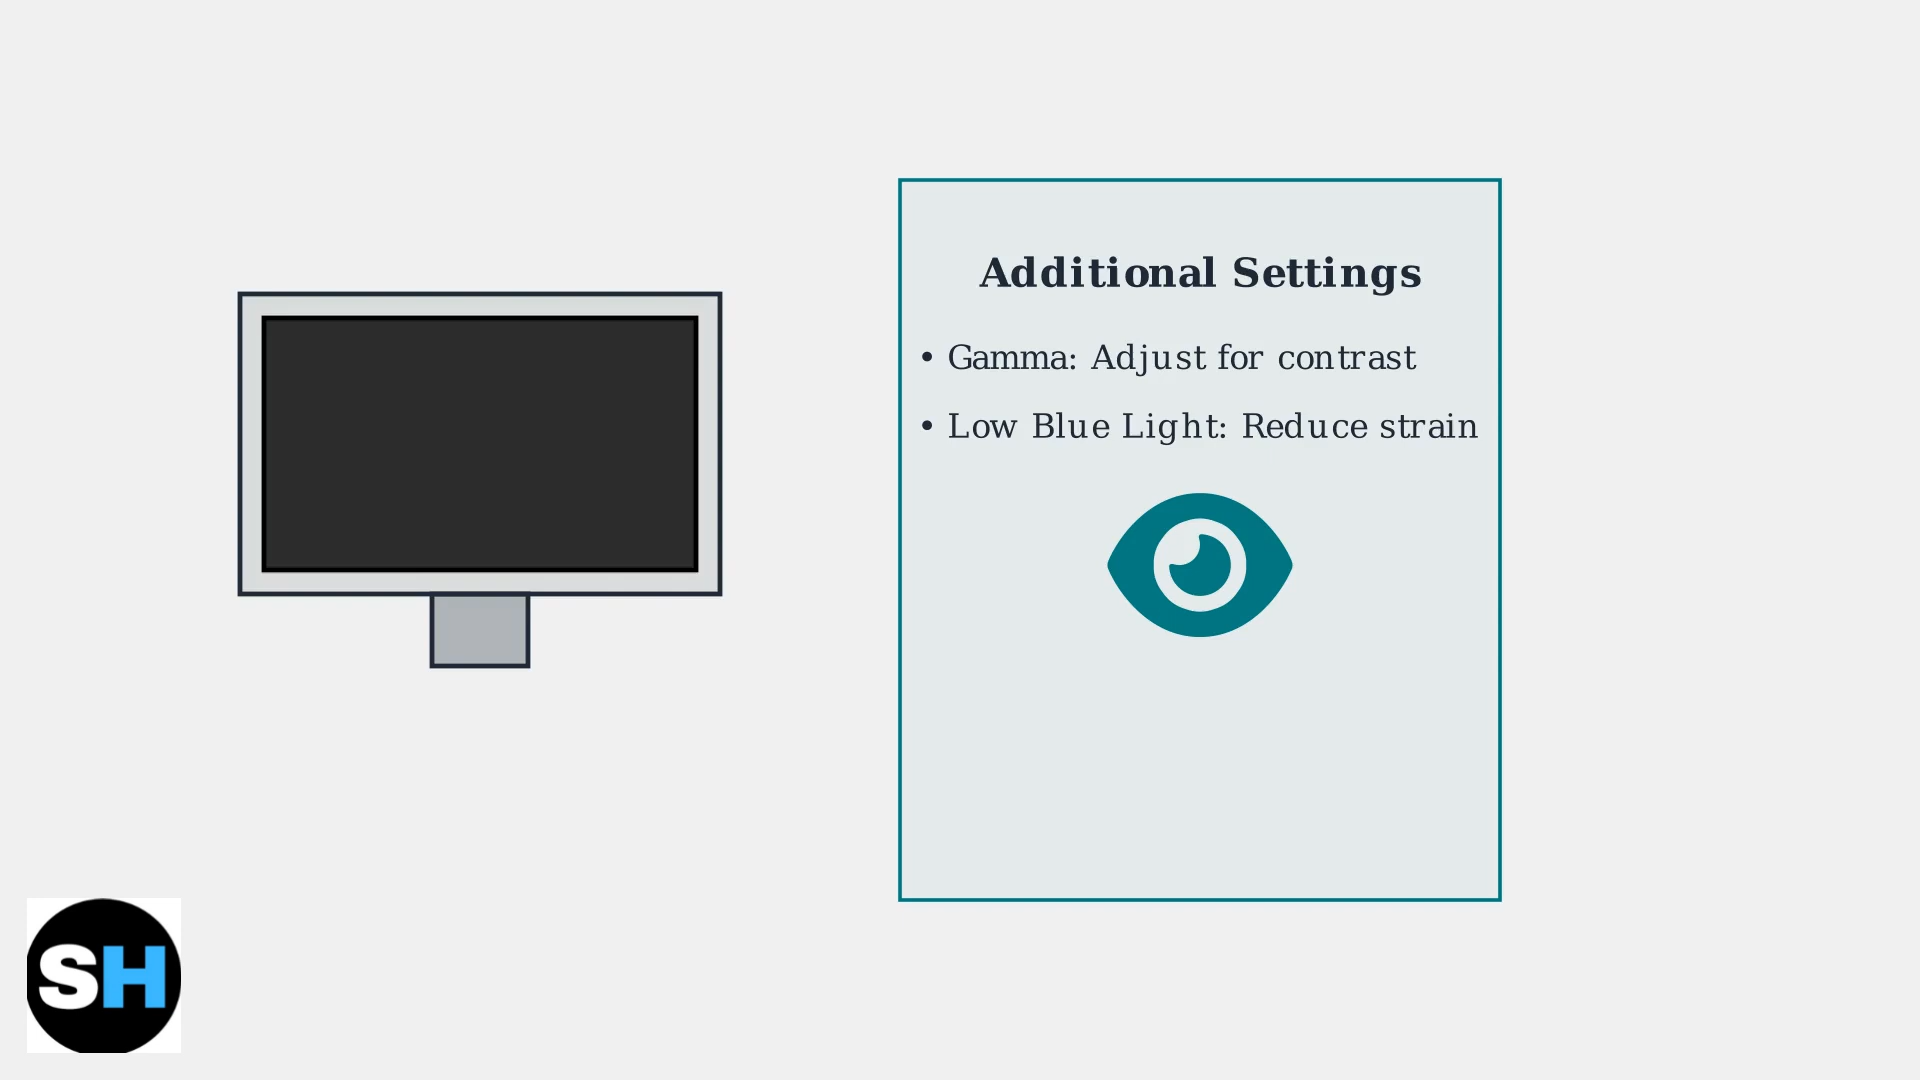 Additional Settings
• Gamma: Adjust for contrast
• Low Blue Light: Reduce strain
SH